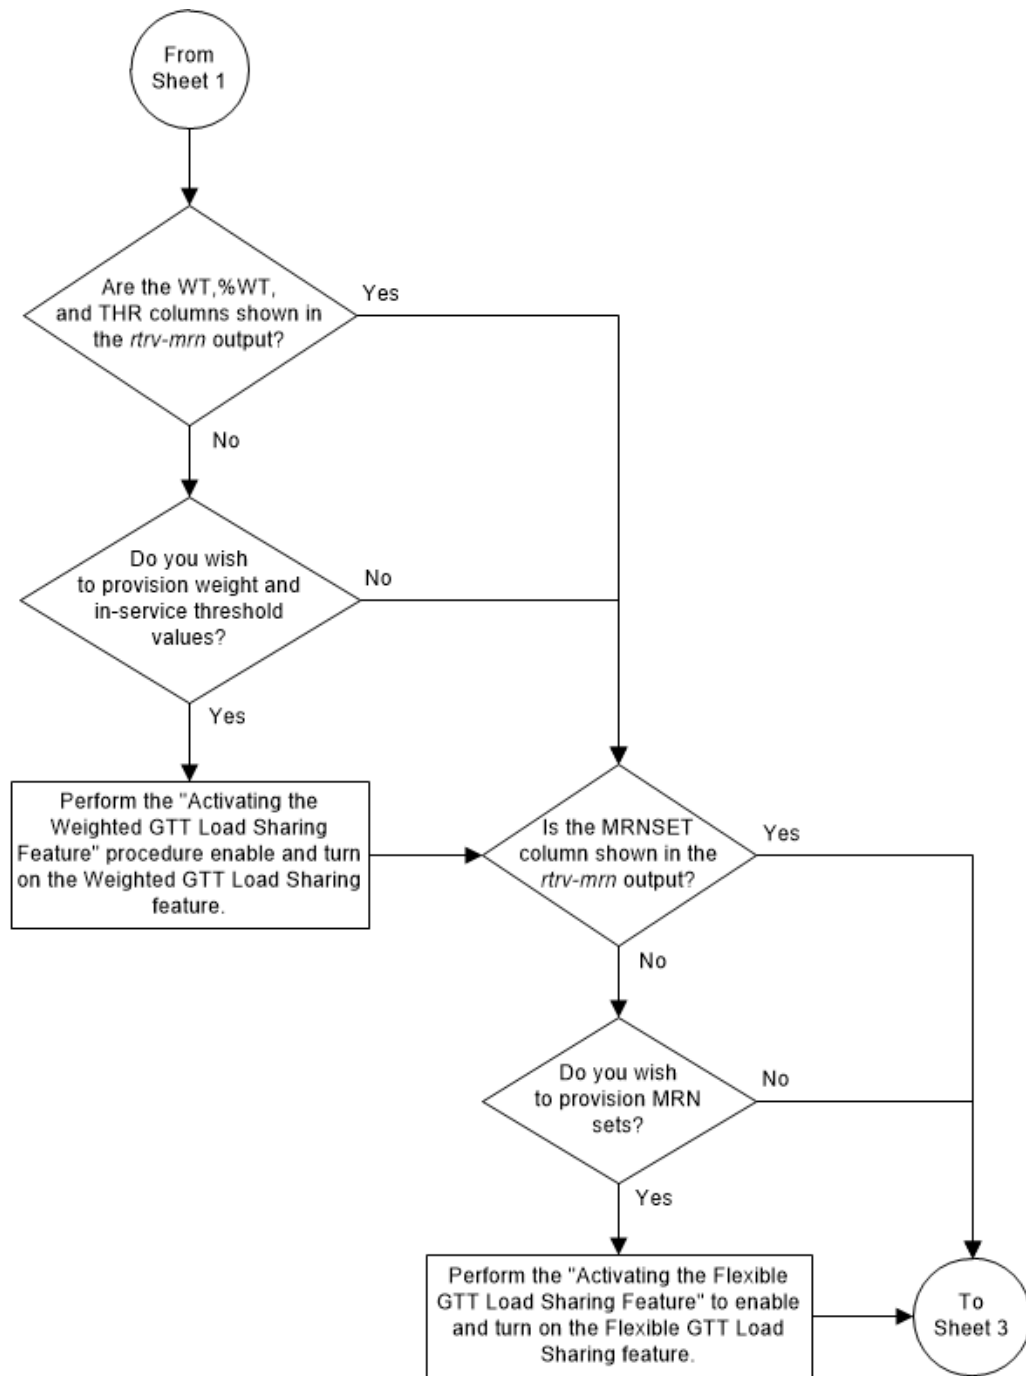 From
Sheet 1
Are the WT,%WT,
and THR columns shown in
the rtrv-mrn output?
Yes
No
Do you wish
to provision weight and
in-service threshold
values?
No
Yes
Perform the "Activating the
Weighted GTT Load Sharing
Feature" procedure enable and turn
on the Weighted GTT Load Sharing
feature.
Is the MRNSET
column shown in the
rtrv-mrn output?
Yes
No
Do you wish
to provision MRN
sets?
No
Yes
Perform the "Activating the Flexible
GTT Load Sharing Feature" to enable
and turn on the Flexible GTT Load
Sharing feature.
To
Sheet 3